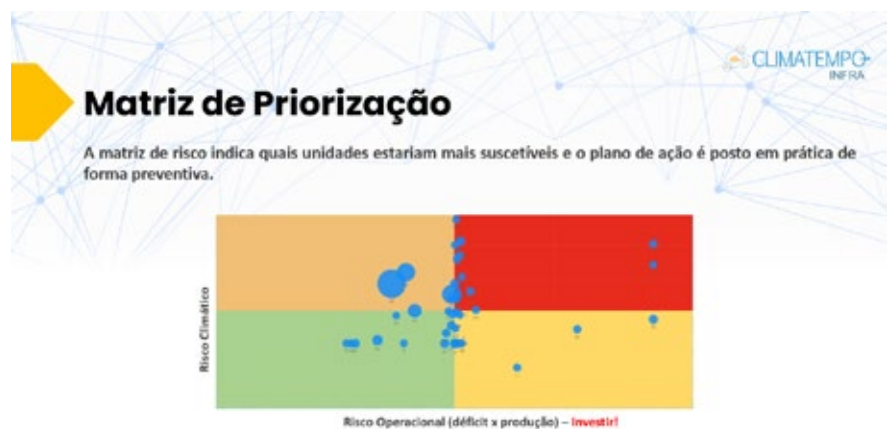 CLIMATEMPO
INFRA
Matriz de Priorização
A matriz de risco indica quais unidades estariam mais suscetíveis e o plano de ação é posto em prática de
forma preventiva.
Risco Climático
Risco Operacional (déficit x produção) – Investir!